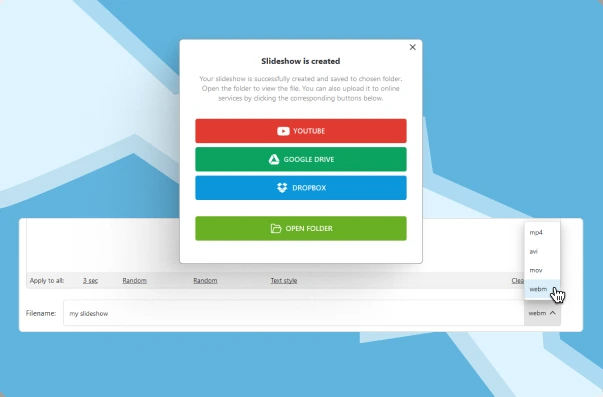 Slideshow is created
Your slideshow is successfully created and saved to chosen folder.
Open the folder to view the file. You can also upload it to online
services by clicking the corresponding buttons below.
YOUTUBE
GOOGLE DRIVE
DROPBOX
OPEN FOLDER
mp4
avi
mov
webm
Apply to all: 3 sec Random Random Text style
Filename: my slideshow webm